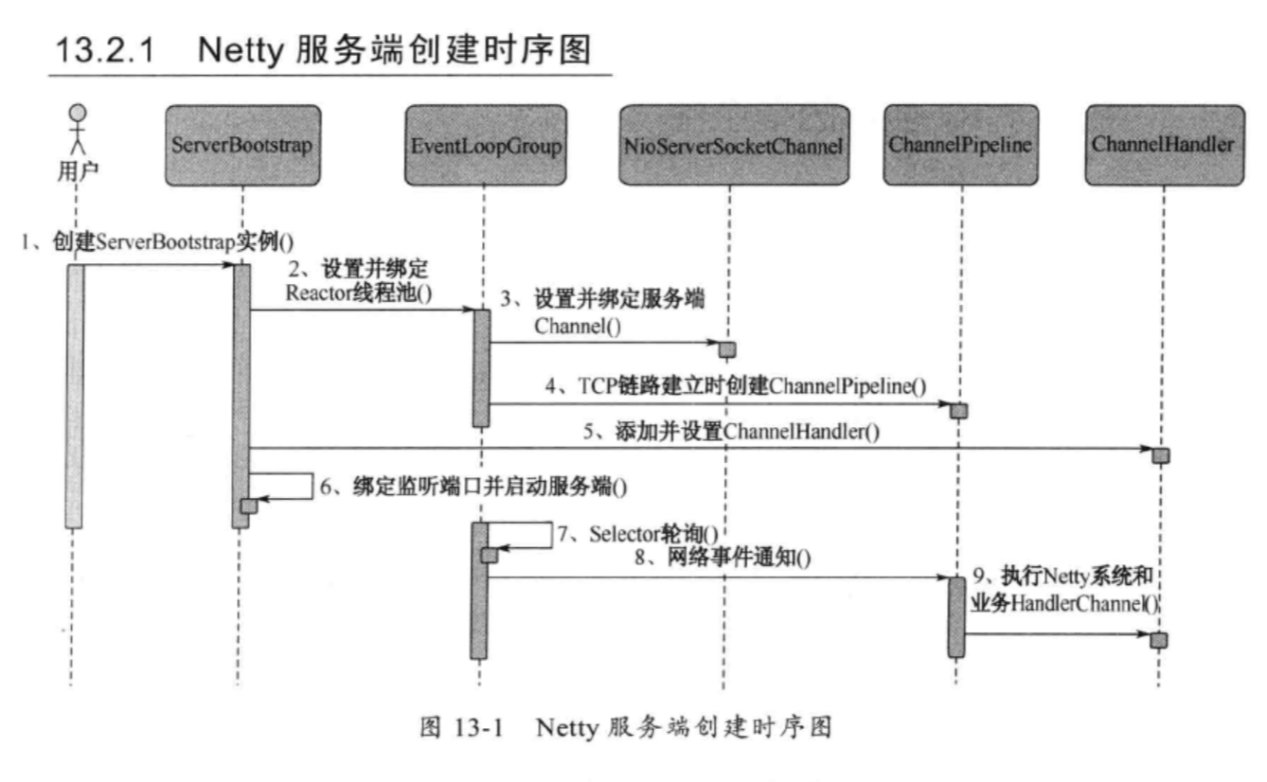 13.2.1 Netty 服务端创建时序图
用户
ServerBootstrap
EventLoopGroup
NioServerSocketChannel
ChannelPipeline
ChannelHandler
1、创建ServerBootstrap实例()
2、设置并绑定
Reactor线程池()
3、设置并绑定服务端
Channel()
4、TCP链路建立时创建ChannelPipeline()
5、添加并设置ChannelHandler()
6、绑定监听端口并启动服务端()
7、Selector轮询()
8、网络事件通知()
9、执行Netty系统和
业务HandlerChannel()
图 13-1 Netty 服务端创建时序图